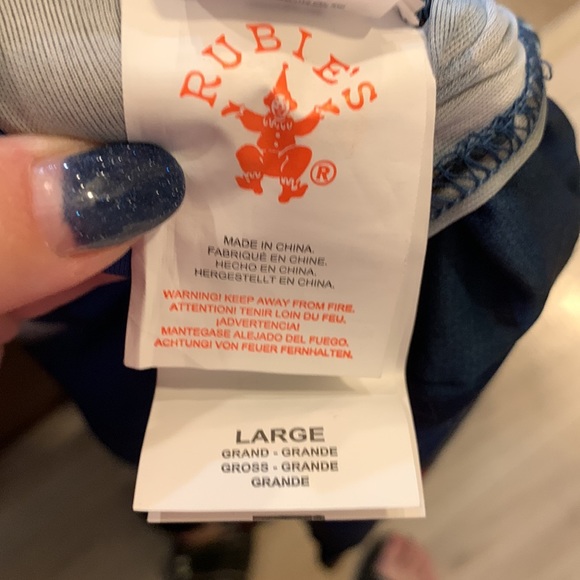 RUBIE'S
®
MADE IN CHINA.
FABRIQUÉ EN CHINE.
HECHO EN CHINA.
HERGESTELLT EN CHINA.
WARNING! KEEP AWAY FROM FIRE.
ATTENTION! TENIR LOIN DU FEU.
¡ADVERTENCIA!
MANTEGASE ALEJADO DEL FUEGO.
ACHTUNG! VON FEUER FERNHALTEN.
LARGE
GRAND - GRANDE
GROSS - GRANDE
GRANDE